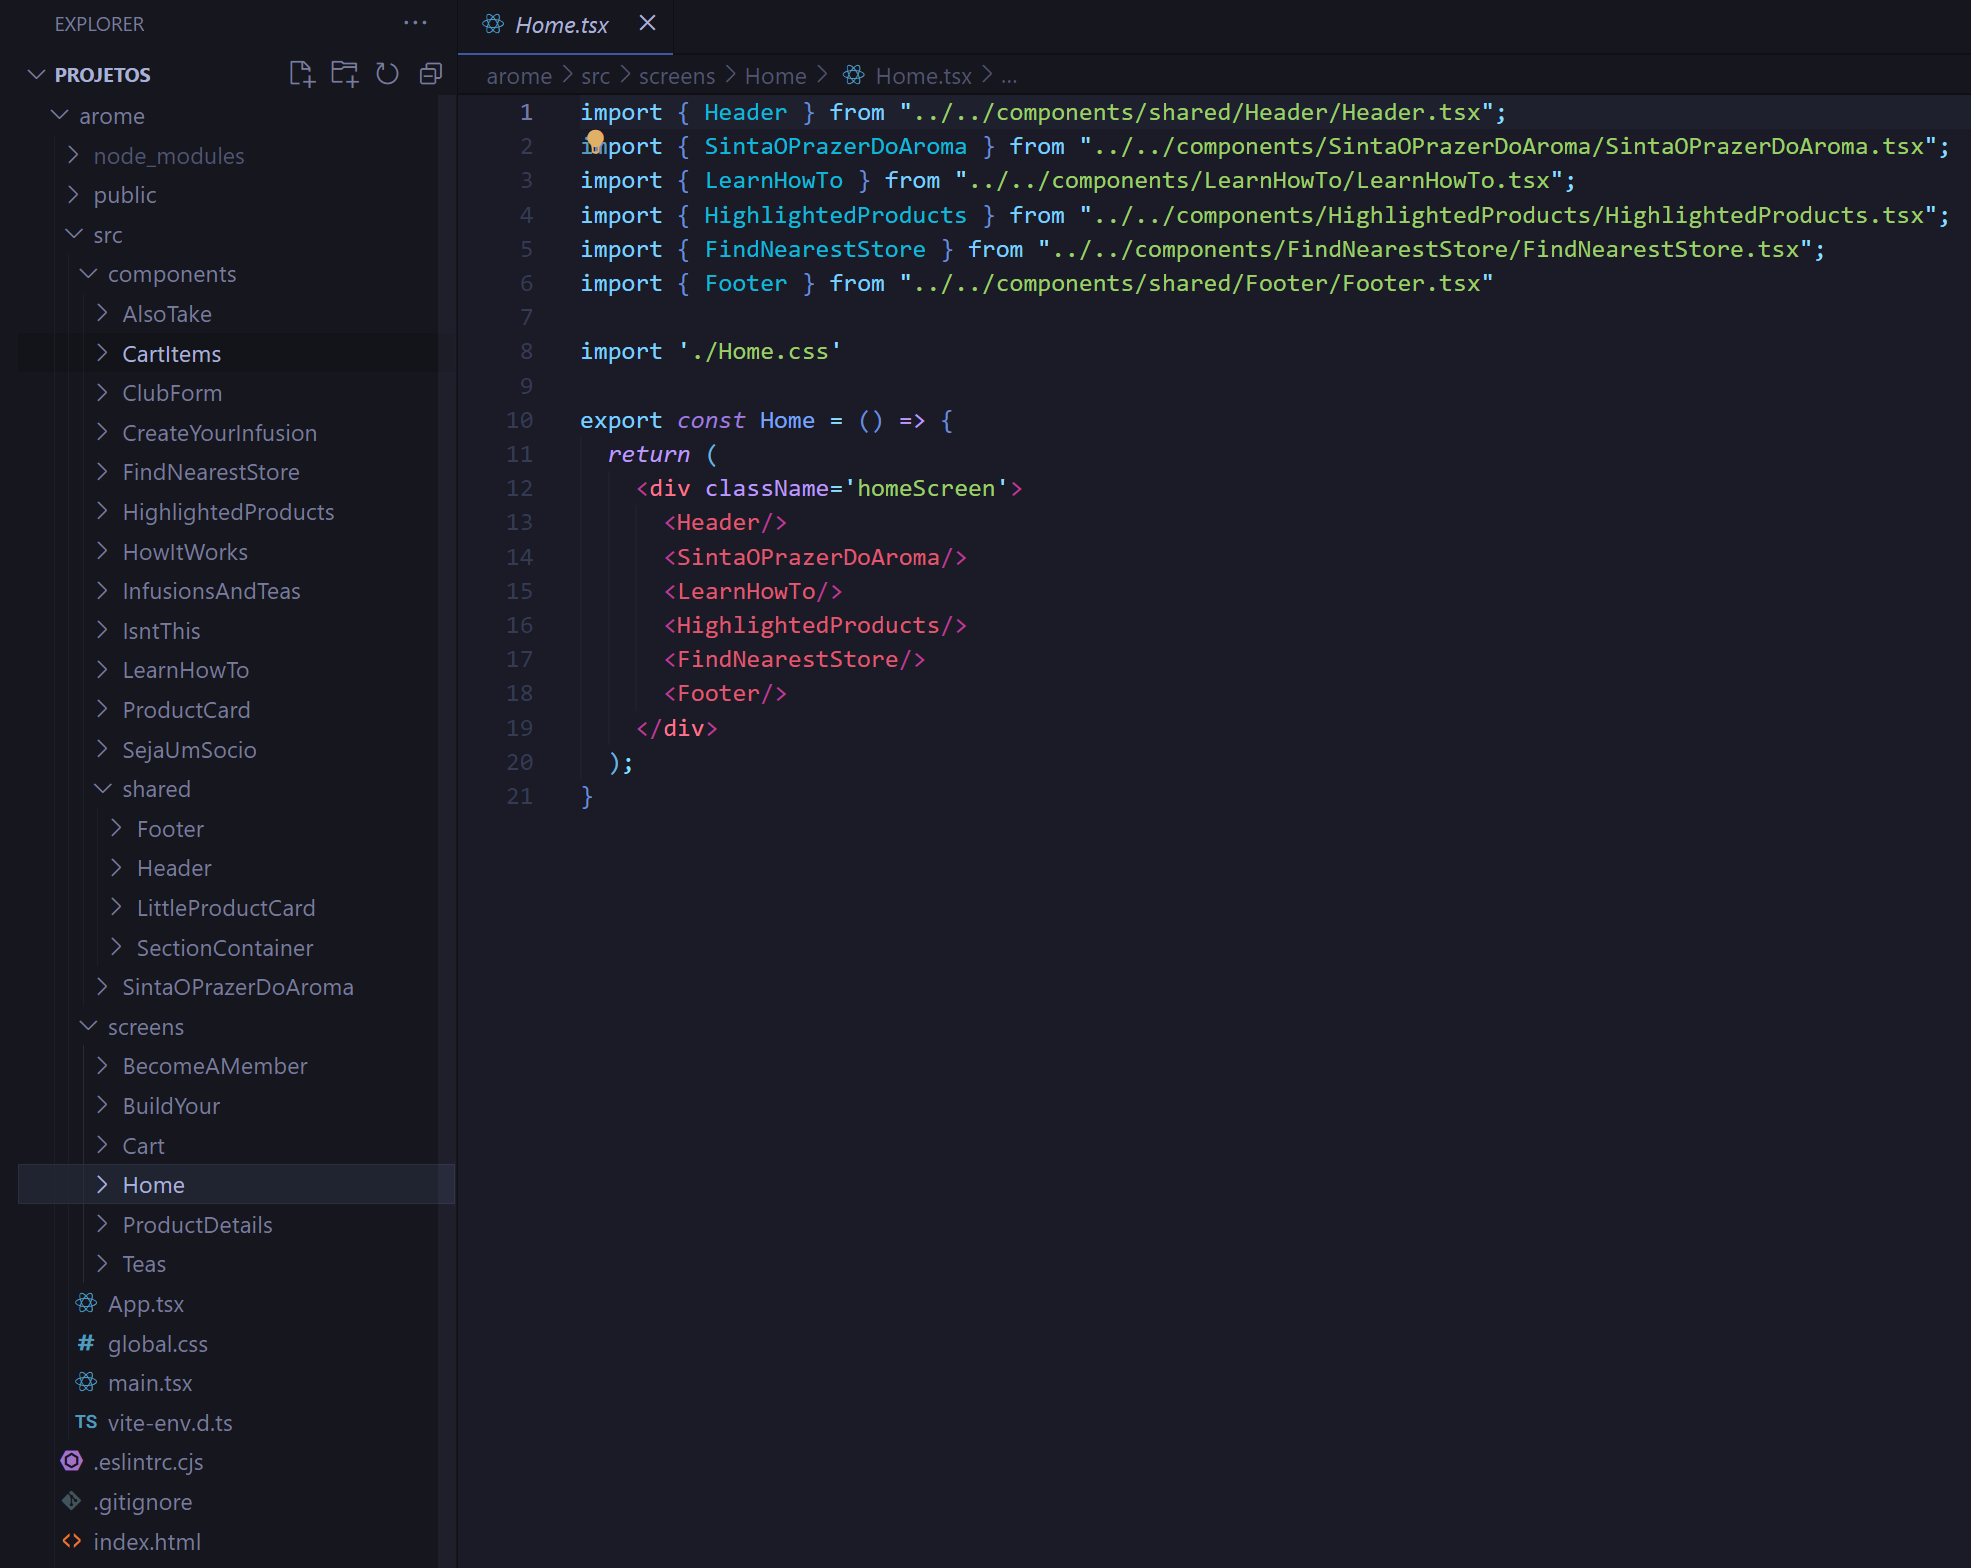 EXPLORER
PROJETOS
arome
node_modules
public
src
components
AlsoTake
CartItems
ClubForm
CreateYourInfusion
FindNearestStore
HighlightedProducts
HowItWorks
InfusionsAndTeas
IsntThis
LearnHowTo
ProductCard
SejaUmSocio
shared
Footer
Header
LittleProductCard
SectionContainer
SintaOPrazerDoAroma
screens
BecomeAMember
BuildYour
Cart
Home
ProductDetails
Teas
App.tsx
# global.css
main.tsx
TS vite-env.d.ts
.eslintrc.cjs
.gitignore
<> index.html
Home.tsx
arome > src > screens > Home > Home.tsx > ...
1 import { Header } from "../../components/shared/Header/Header.tsx";
2 import { SintaOPrazerDoAroma } from "../../components/SintaOPrazerDoAroma/SintaOPrazerDoAroma.tsx";
3 import { LearnHowTo } from "../../components/LearnHowTo/LearnHowTo.tsx";
4 import { HighlightedProducts } from "../../components/HighlightedProducts/HighlightedProducts.tsx";
5 import { FindNearestStore } from "../../components/FindNearestStore/FindNearestStore.tsx";
6 import { Footer } from "../../components/shared/Footer/Footer.tsx"
7
8 import './Home.css'
9
10 export const Home = () => {
11   return (
12     <div className='homeScreen'>
13       <Header/>
14       <SintaOPrazerDoAroma/>
15       <LearnHowTo/>
16       <HighlightedProducts/>
17       <FindNearestStore/>
18       <Footer/>
19     </div>
20   );
21 }